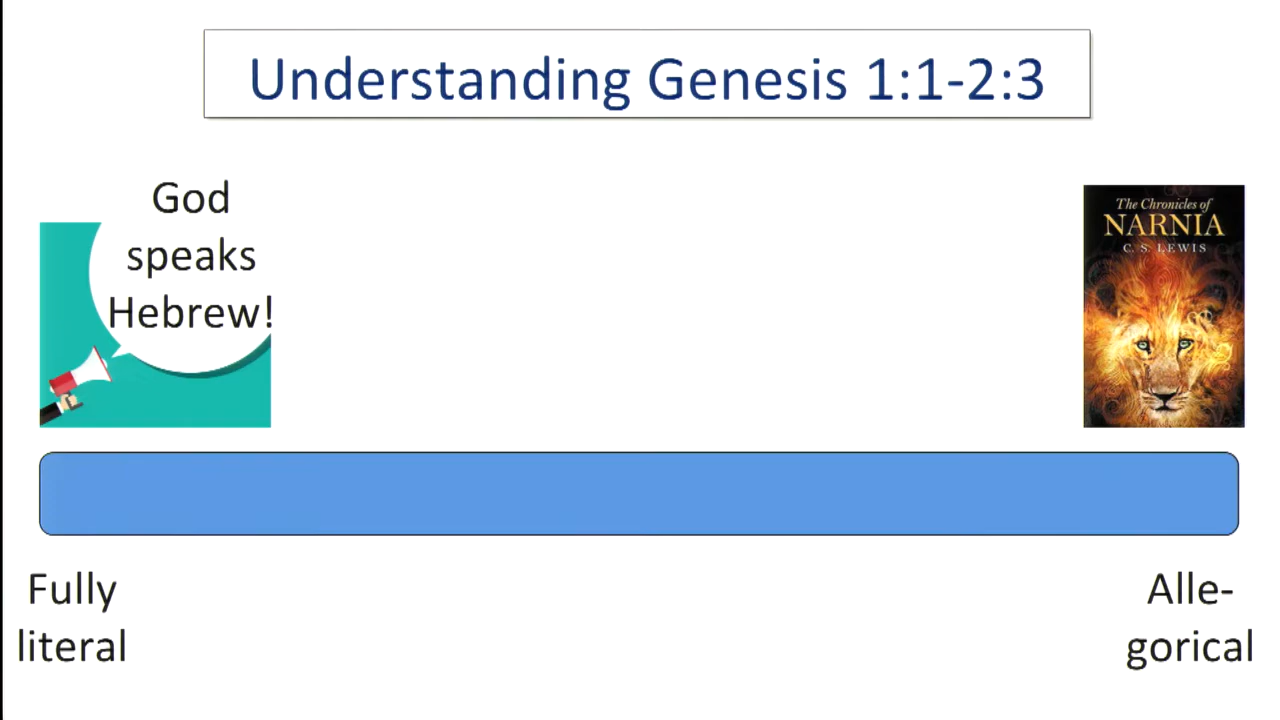 Understanding Genesis 1:1-2:3
God
speaks
Hebrew!
The Chronicles of
NARNIA
C. S. LEWIS
Fully
literal
Alle-
gorical